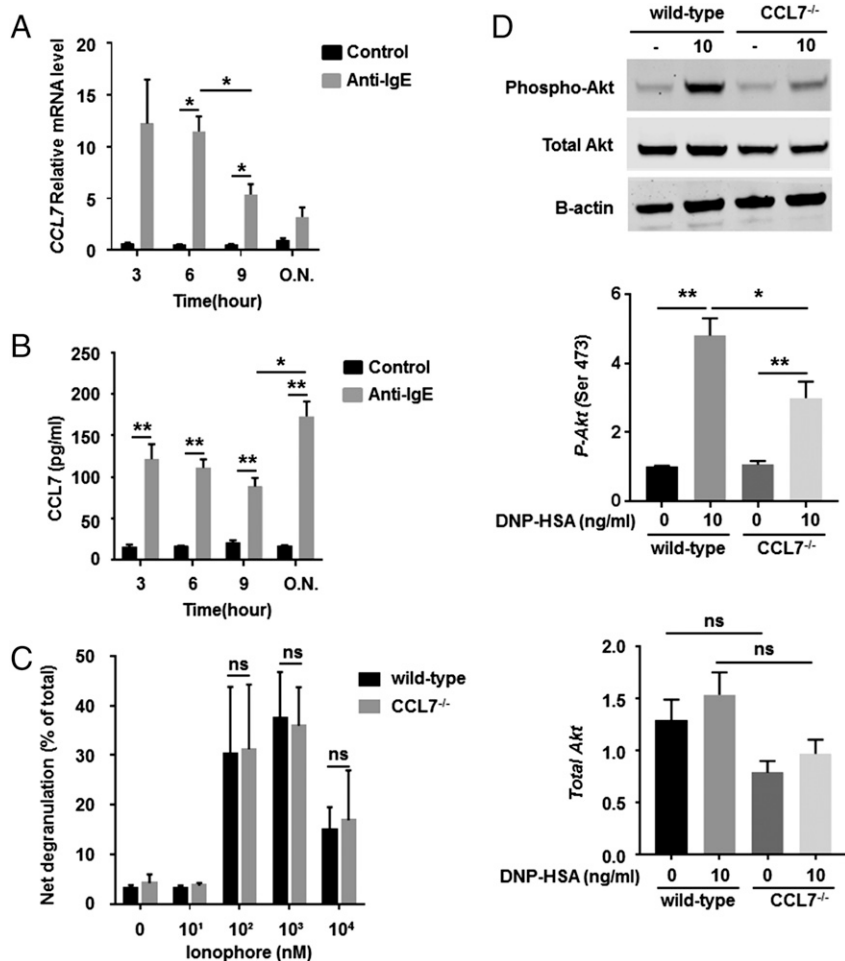 A
Control
Anti-IgE
CCL7 Relative mRNA level
20
15
10
5
0
*
*
*
3 6 9 O.N.
Time(hour)
B
Control
Anti-IgE
CCL7 (pg/ml)
250
200
150
100
50
0
**
**
**
*
**
3 6 9 O.N.
Time(hour)
C
wild-type
CCL7-/-
Net degranulation (% of total)
50
40
30
20
10
0
ns
ns
ns
0 10¹ 10² 10³ 10⁴
Ionophore (nM)
D
wild-type CCL7-/-
- 10 - 10
Phospho-Akt
Total Akt
B-actin
P-Akt (Ser 473)
6
4
2
0
** *
**
DNP-HSA (ng/ml) 0 10 0 10
wild-type CCL7-/-
Total Akt
2.0
1.5
1.0
0.5
0.0
ns
ns
DNP-HSA (ng/ml) 0 10 0 10
wild-type CCL7-/-